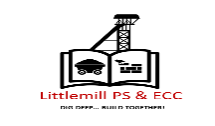 Littlemill PS & ECC
DIG DEEP... BUILD TOGETHER!